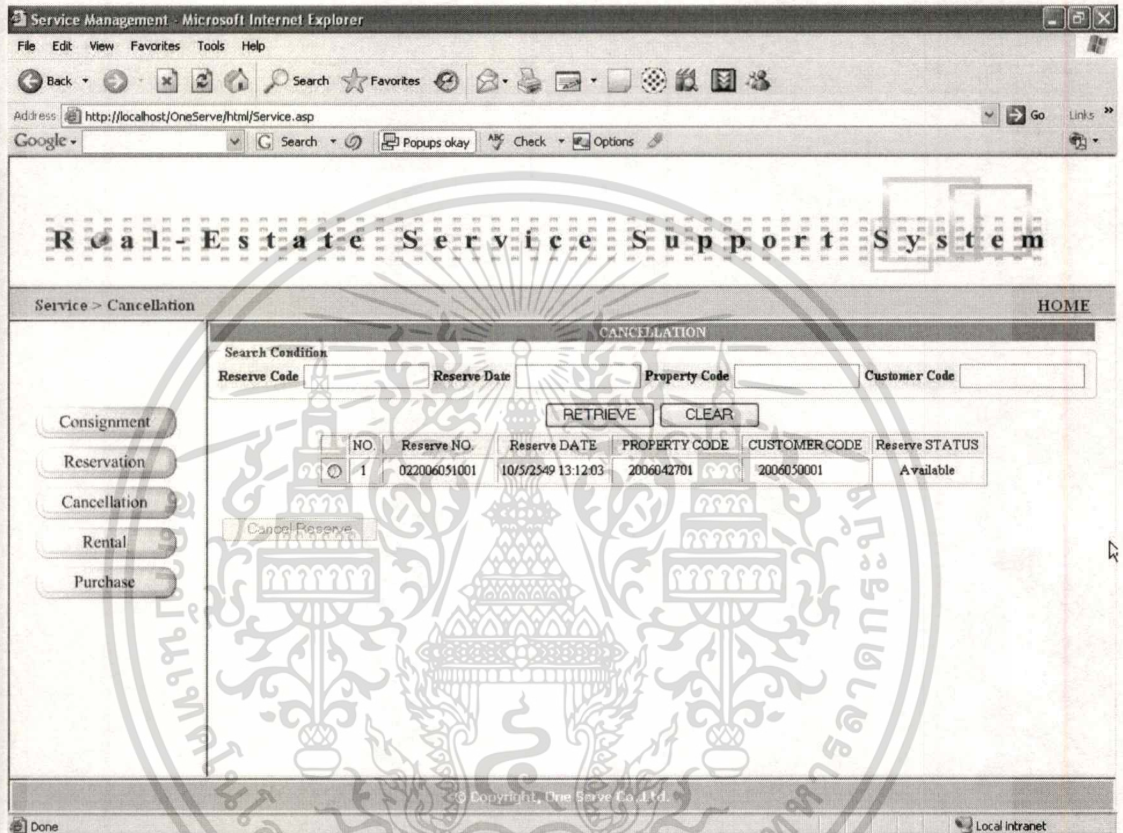 Service Management - Microsoft Internet Explorer
File Edit View Favorites Tools Help
Back Search Favorites
Address http://localhost/OneServe/html/Service.asp Go Links »
Google Search Popups okay ABC Check Options
Real-Estate Service Support System
Service > Cancellation HOME
CANCELLATION
Search Condition
Reserve Code Reserve Date Property Code Customer Code
RETRIEVE CLEAR
NO. Reserve NO. Reserve DATE PROPERTY CODE CUSTOMER CODE Reserve STATUS
1 022006051001 10/5/2549 13:12:03 2006042701 2006050001 Available
Cancel Reserve
Consignment
Reservation
Cancellation
Rental
Purchase
© Copyright, One Serve Co.,Ltd.
Done Local intranet